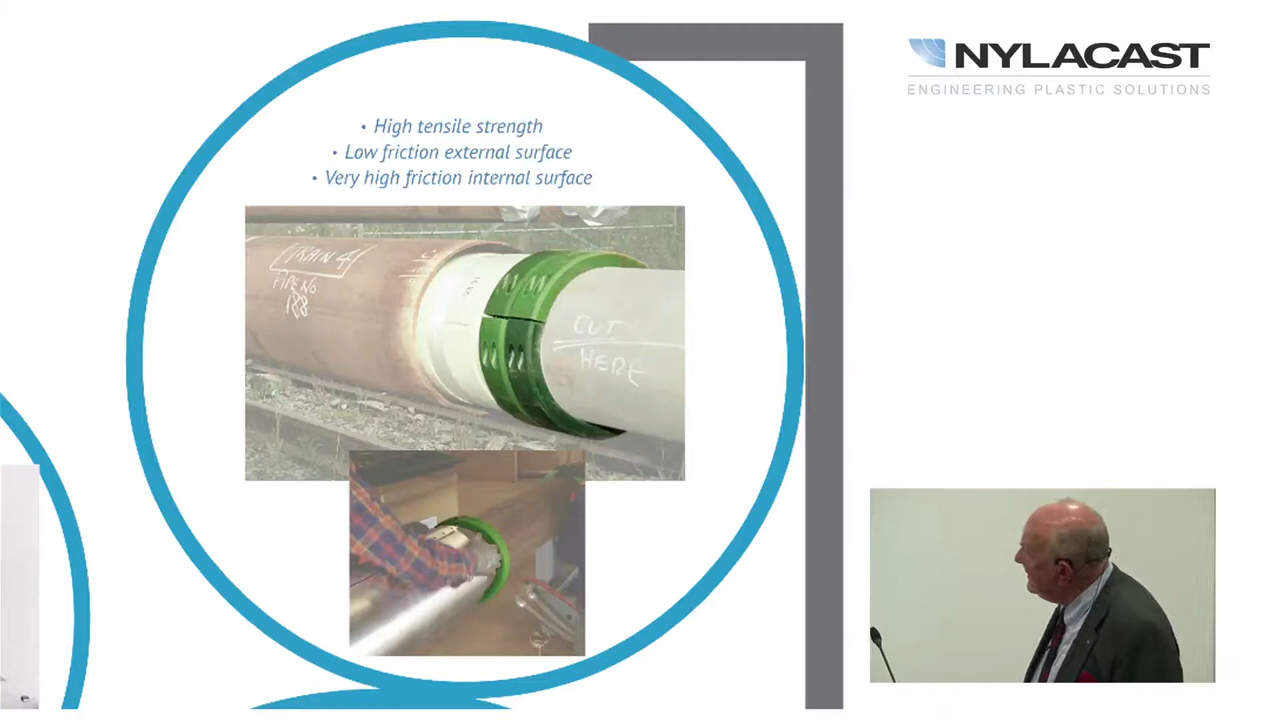 NYLACAST
ENGINEERING PLASTIC SOLUTIONS
• High tensile strength
• Low friction external surface
• Very high friction internal surface
TRAIN 4
PIPE No
188
CUT
HERE